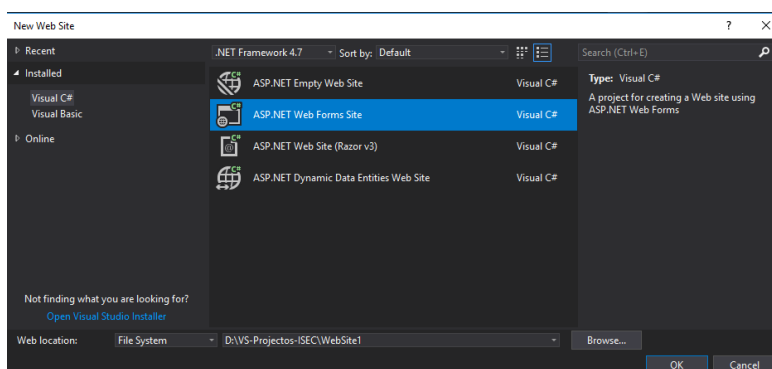 New Web Site ? ×
Recent
.NET Framework 4.7 Sort by: Default
Search (Ctrl+E)
Installed
Visual C#
Visual Basic
Online
ASP.NET Empty Web Site Visual C#
ASP.NET Web Forms Site Visual C#
ASP.NET Web Site (Razor v3) Visual C#
ASP.NET Dynamic Data Entities Web Site Visual C#
Type: Visual C#
A project for creating a Web site using
ASP.NET Web Forms
Not finding what you are looking for?
Open Visual Studio Installer
Web location: File System D:\VS-Projectos-ISEC\WebSite1 Browse...
OK Cancel